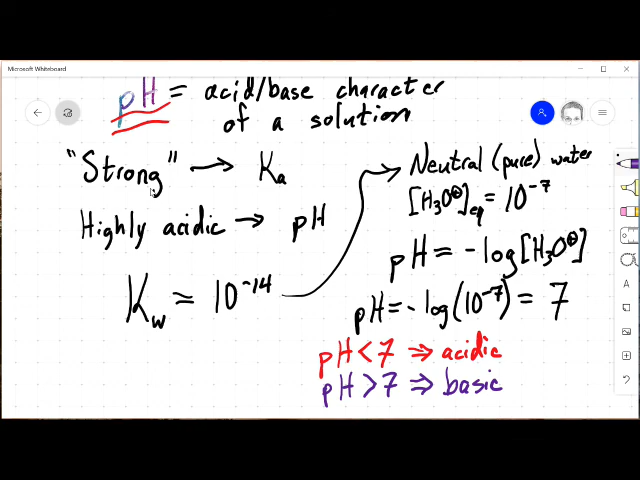 Microsoft Whiteboard
pH = acid/base character
of a solution
"Strong" → Ka
Highly acidic → pH
Kw = 10⁻¹⁴
Neutral (pure) water
[H₃O⊕]eq = 10⁻⁷
pH = -log[H₃O⊕]
pH = -log(10⁻⁷) = 7
pH < 7 ⇒ acidic
pH > 7 ⇒ basic